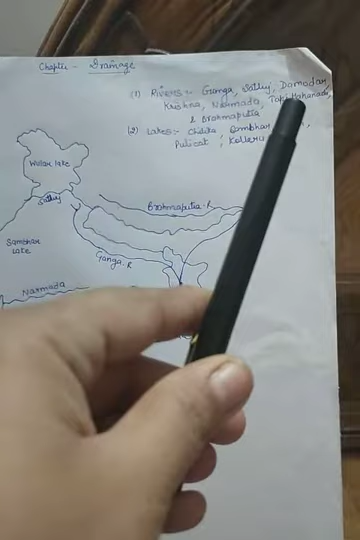 Chapter - Drainage
(1) Rivers:- Ganga, Satluj, Damodar,
Krishna, Narmada, Tapi, Mahanadi,
& Brahmaputra
(2) Lakes:- Chilika, Sambhar
Pulicat, Kolleru
Wular lake
Satluj
Brahmaputra R
Sambhar
Lake
Ganga. R
Narmada